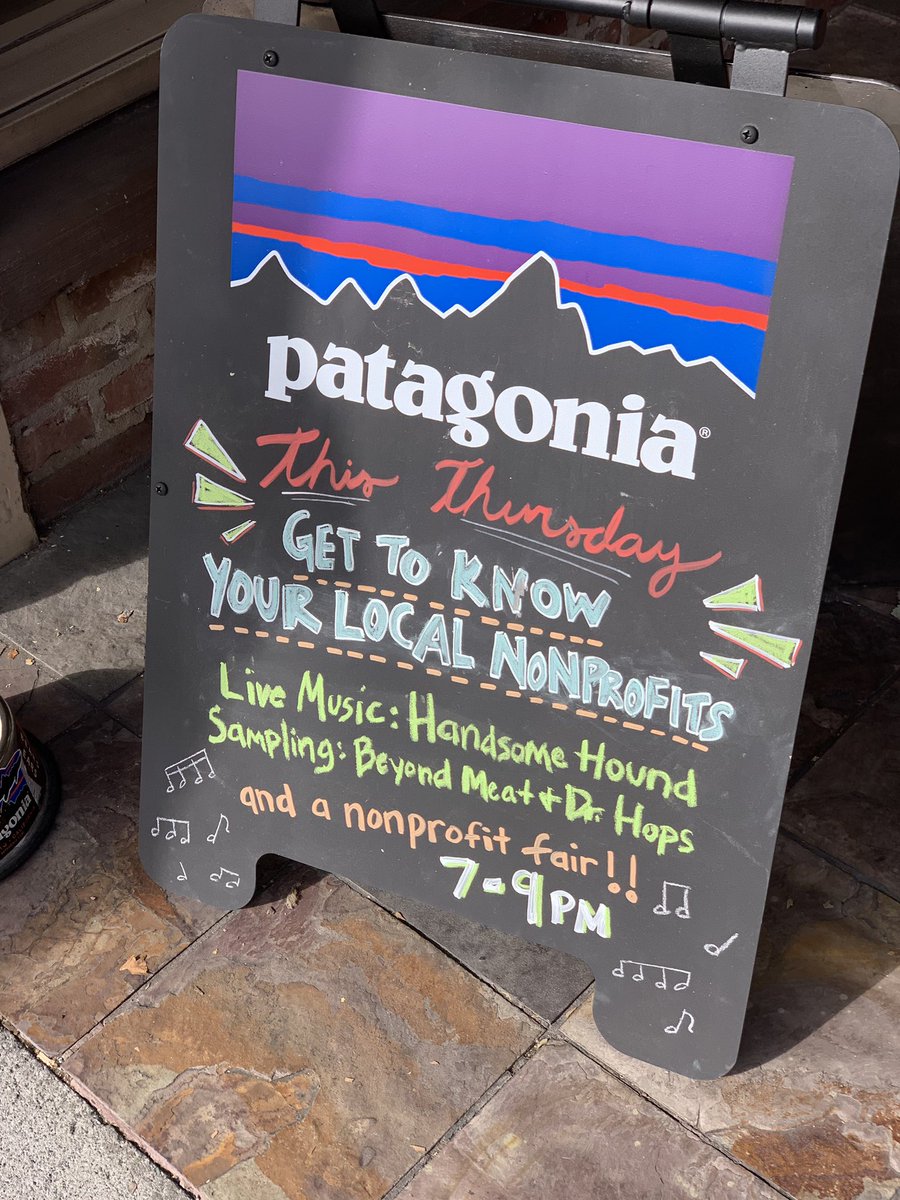 patagonia®
This Thursday
GET TO KNOW
YOUR LOCAL NONPROFITS
Live Music: Handsome Hound
Sampling: Beyond Meat + Dr. Hops
and a nonprofit fair!!
7-9PM
patagonia